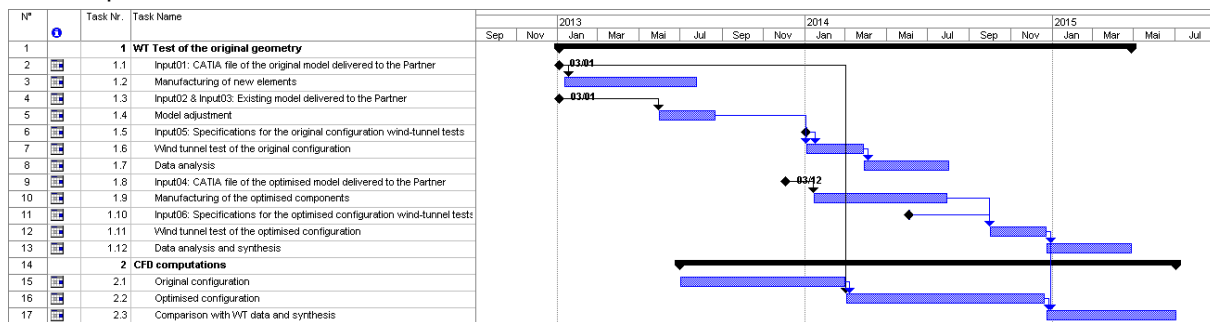 N° Task Nr. Task Name
2013 2014 2015
Sep Nov Jan Mar Mai Jul Sep Nov Jan Mar Mai Jul Sep Nov Jan Mar Mai Jul
1 1 WT Test of the original geometry
2 1.1 Input01: CATIA file of the original model delivered to the Partner 03/01
3 1.2 Manufacturing of new elements
4 1.3 Input02 & Input03: Existing model delivered to the Partner 03/01
5 1.4 Model adjustment
6 1.5 Input05: Specifications for the original configuration wind-tunnel tests
7 1.6 Wind tunnel test of the original configuration
8 1.7 Data analysis
9 1.8 Input04: CATIA file of the optimised model delivered to the Partner 03/12
10 1.9 Manufacturing of the optimised components
11 1.10 Input06: Specifications for the optimised configuration wind-tunnel tests
12 1.11 Wind tunnel test of the optimised configuration
13 1.12 Data analysis and synthesis
14 2 CFD computations
15 2.1 Original configuration
16 2.2 Optimised configuration
17 2.3 Comparison with WT data and synthesis